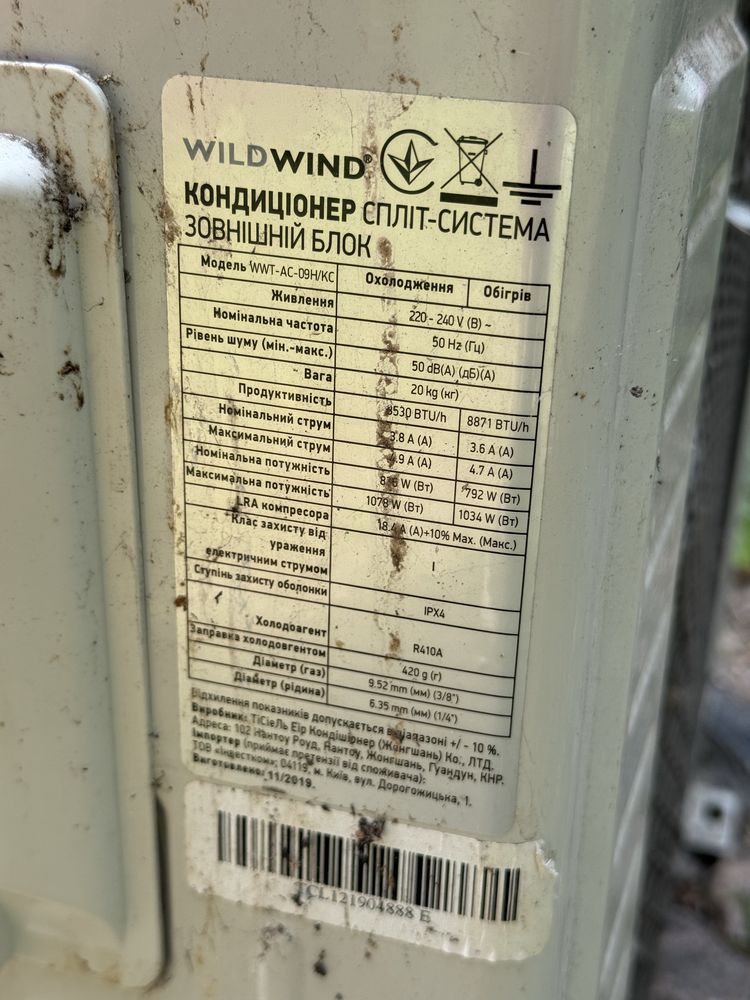 WILDWIND®
КОНДИЦІОНЕР СПЛІТ-СИСТЕМА
ЗОВНІШНІЙ БЛОК
Модель WWT-AC-09H/KC Охолодження Обігрів
Живлення 220 - 240 V (В) ~
Номінальна частота 50 Hz (Гц)
Рівень шуму (мін.-макс.) 50 dB(A) (дБ)(А)
Вага 20 kg (кг)
Продуктивність 8530 BTU/h 8871 BTU/h
Номінальний струм 3.8 A (А) 3.6 A (А)
Максимальний струм 4.9 A (А) 4.7 A (А)
Номінальна потужність W (Вт) 792 W (Вт)
Максимальна потужність 1078 W (Вт) 1034 W (Вт)
LRA компресора 18.4 A (А)+10% Max. (Макс.)
Клас захисту від
ураження
електричним струмом I
Ступінь захисту оболонки IPX4
Холодоагент R410A
Заправка холодовгентом 420 g (г)
Діаметр (газ) 9.52 mm (мм) (3/8")
Діаметр (рідина) 6.35 mm (мм) (1/4")
Відхилення показників допускається в діапазоні +/- 10 %.
Виробник: ТіСіеЛь Еір Кондішіонер (Жонгшань) Ко., ЛТД.
Адреса: 102 Нантоу Роуд, Нантоу, Жонгшань, Гуандун, КНР.
Імпортер (приймає претензії від споживача):
ТОВ «Інвестком», 04119, м. Київ, вул. Дорогожицька, 1.
Виготовлено: 11/2019.
TCL121904888 E